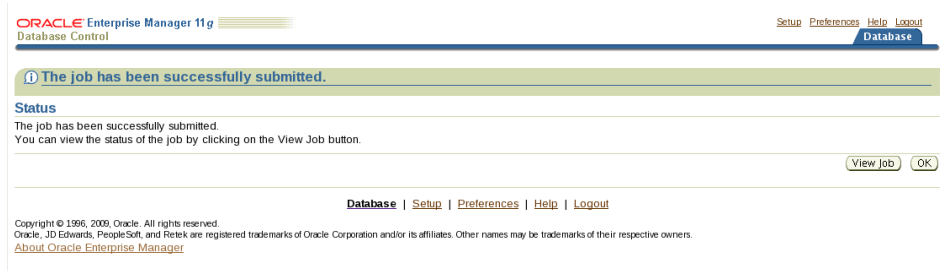 ORACLE Enterprise Manager 11g
Database Control
Setup Preferences Help Logout
Database
The job has been successfully submitted.
Status
The job has been successfully submitted.
You can view the status of the job by clicking on the View Job button.
View Job OK
Database | Setup | Preferences | Help | Logout
Copyright © 1996, 2009, Oracle. All rights reserved.
Oracle, JD Edwards, PeopleSoft, and Retek are registered trademarks of Oracle Corporation and/or its affiliates. Other names may be trademarks of their respective owners.
About Oracle Enterprise Manager